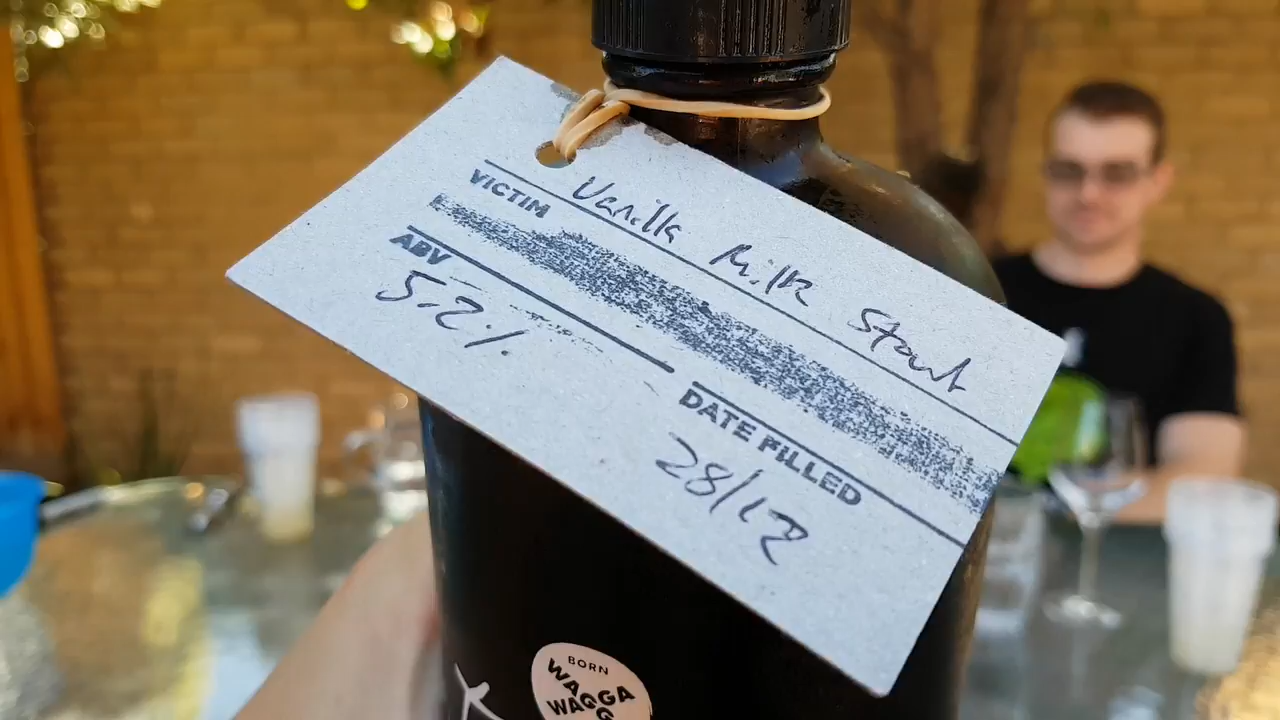 Vanilla Milk Stout
VICTIM
ABV
5.2%
DATE FILLED
28/12
BORN
WAGGA
WAGG